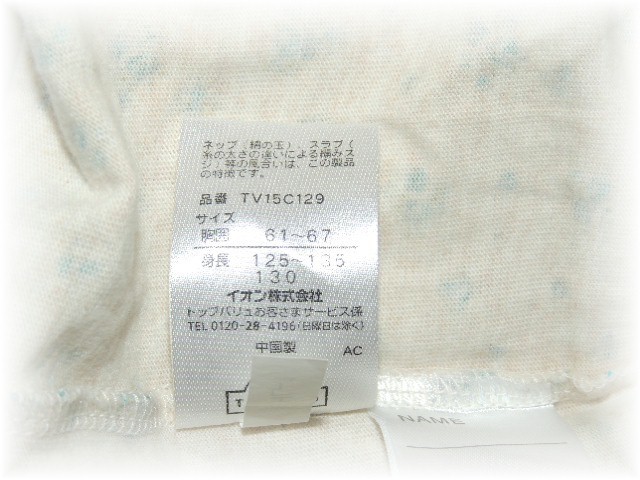 ネップ(綿の玉) スラブ(
糸の太さの違いによる編みス
ジ)等の風合いは、この製品
の特徴です。
品番 TV15C129
サイズ
胸囲 61~67
身長 125~135
130
イオン株式会社
トップバリュお客さまサービス係
TEL 0120-28-4196(日曜日は除く)
中国製 AC
NAME